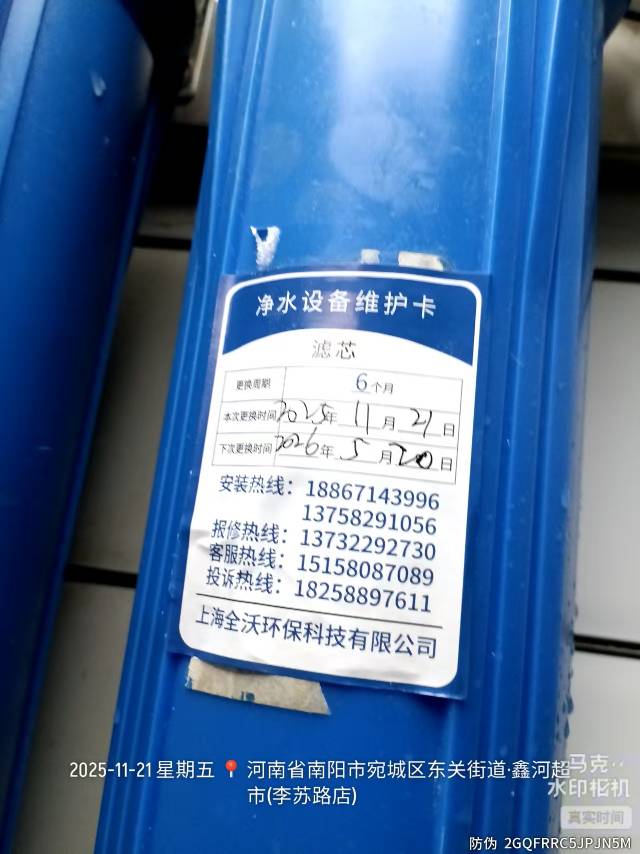 净水设备维护卡
滤芯
更换周期 6个月
本次更换时间 2025年 11月 21日
下次更换时间 2026年 5月 20日
安装热线：18867143996
13758291056
报修热线：13732292730
客服热线：15158087089
投诉热线：18258897611
上海全沃环保科技有限公司
2025-11-21 星期五 河南省南阳市宛城区东关街道·鑫河超
市(李苏路店)
马克
水印相机
真实时间
防伪 2GQFRRC5JPJN5M